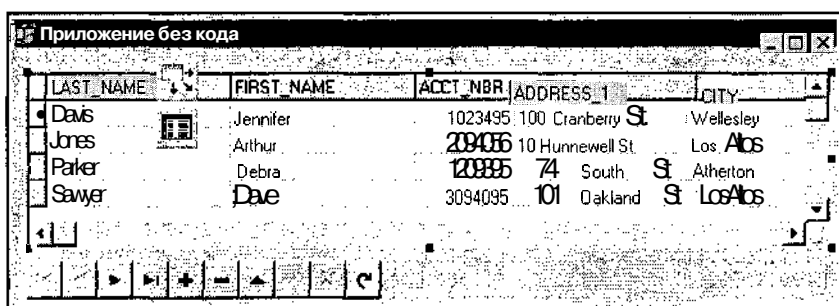 Приложение без кода
LAST_NAME FIRST_NAME ACCT_NBR ADDRESS_1 CITY
Davis Jennifer 1023495 100 Cranberry St. Wellesley
Jones Arthur 2094056 10 Hunnewell St Los Altos
Parker Debra 1209395 74 South St Atherton
Sawyer Dave 3094095 101 Oakland St Los Altos